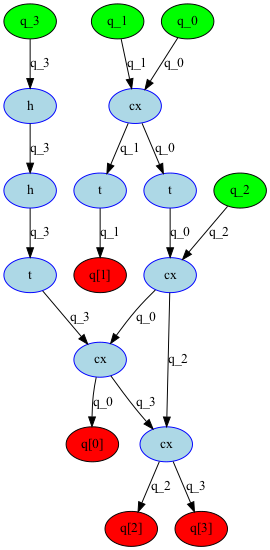 q_3 q_1 q_0
q_3 q_1 q_0
h cx
q_3 q_1 q_0
h t t q_2
q_3 q_1 q_0 q_2
t q[1] cx
q_3 q_0 q_2
cx
q_0 q_3
q[0] cx
q_2 q_3
q[2] q[3]